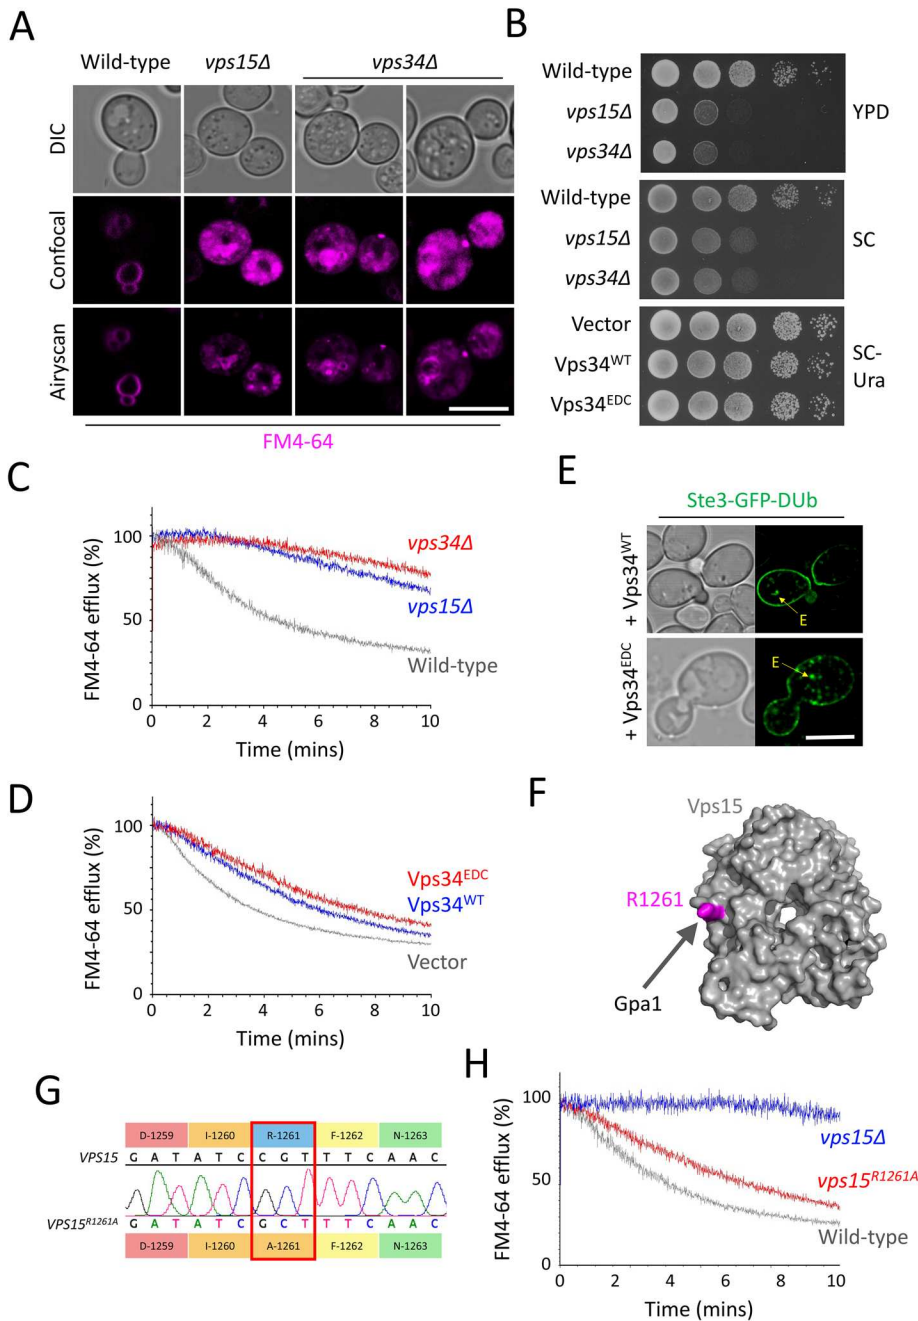 A
Wild-type vps15Δ vps34Δ
DIC
Confocal
Airyscan
FM4-64
B
Wild-type
vps15Δ
vps34Δ
YPD
Wild-type
vps15Δ
vps34Δ
SC
Vector
Vps34WT
Vps34EDC
SC-
Ura
C
FM4-64 efflux (%)
100
50
0
0 2 4 6 8 10
Time (mins)
vps34Δ
vps15Δ
Wild-type
D
FM4-64 efflux (%)
100
50
0
0 2 4 6 8 10
Time (mins)
Vps34EDC
Vps34WT
Vector
E
Ste3-GFP-DUb
+ Vps34WT
E
+ Vps34EDC
E
F
Vps15
R1261
Gpa1
G
D-1259 I-1260 R-1261 F-1262 N-1263
VPS15 G A T A T C C G T T T C A A C
VPS15R1261A G A T A T C G C T T T C A A C
D-1259 I-1260 A-1261 F-1262 N-1263
H
FM4-64 efflux (%)
100
50
0
0 2 4 6 8 10
Time (mins)
vps15Δ
vps15R1261A
Wild-type